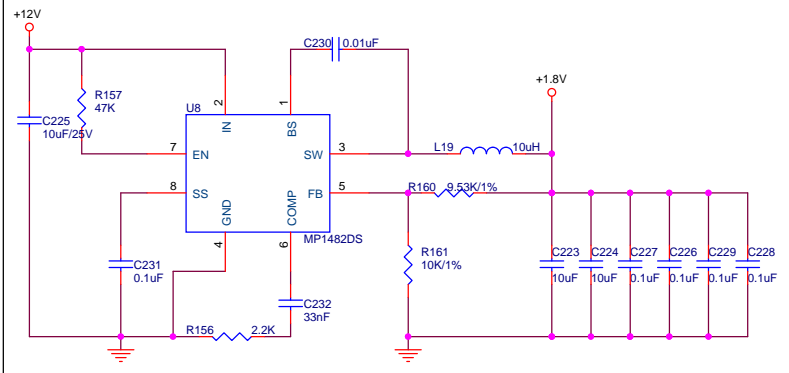 +12V
C230
0.01uF
+1.8V
R157
47K
C225
10uF/25V
U8
2
1
IN
BS
7
EN
SW
3
L19
10uH
8
SS
FB
5
R160
9.53K/1%
GND
COMP
4
6
MP1482DS
C231
0.1uF
R161
10K/1%
C223
10uF
C224
10uF
C227
0.1uF
C226
0.1uF
C229
0.1uF
C228
0.1uF
C232
33nF
R156
2.2K